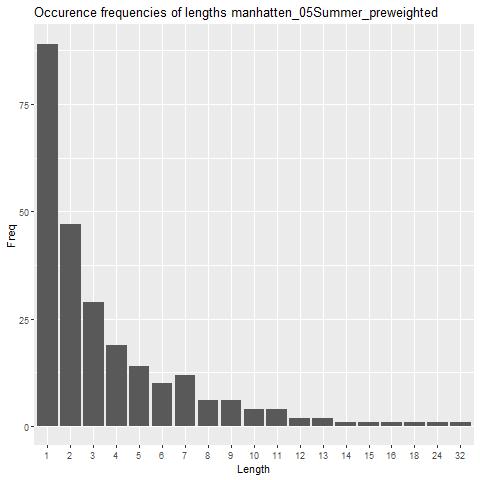 Occurence frequencies of lengths manhatten_05Summer_preweighted
75
50
25
0
Freq
1 2 3 4 5 6 7 8 9 10 11 12 13 14 15 16 18 24 32
Length